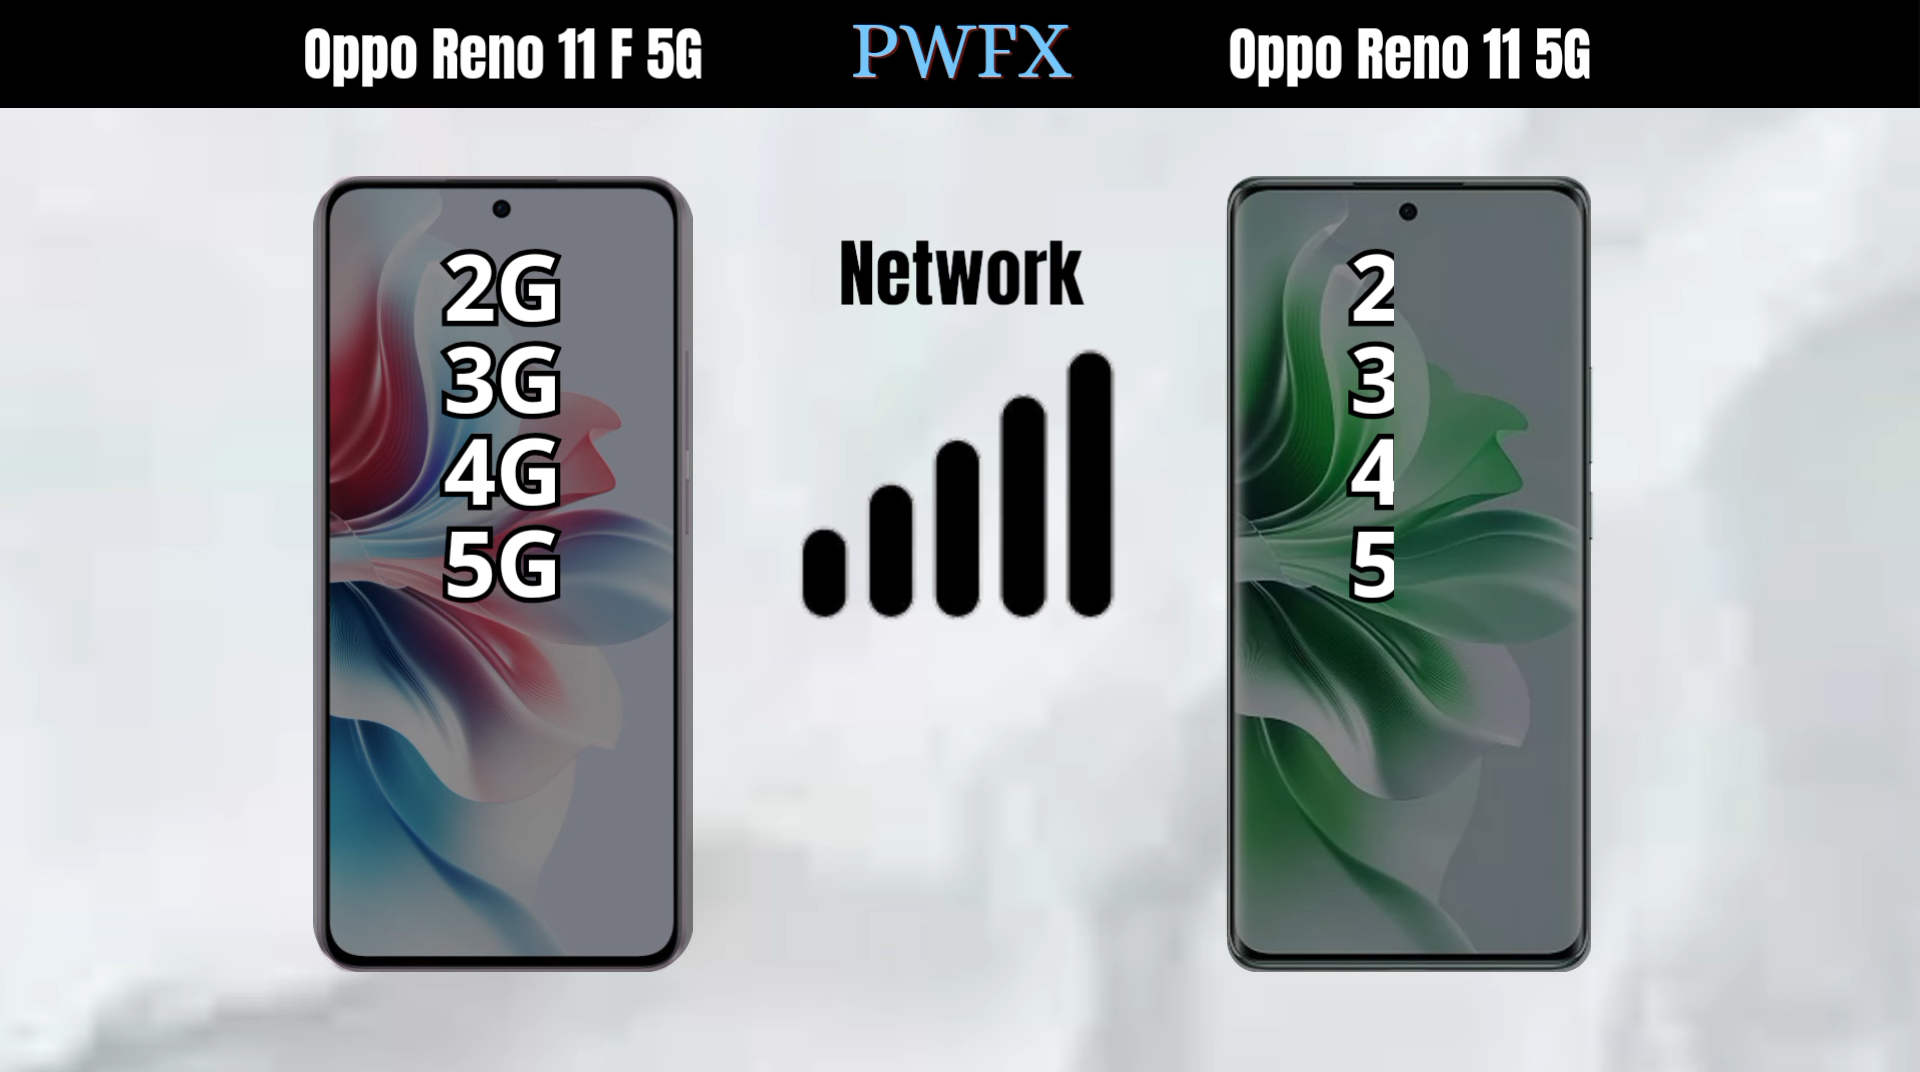 Oppo Reno 11 F 5G
PWFX
Oppo Reno 11 5G
2G
3G
4G
5G
Network
2
3
4
5